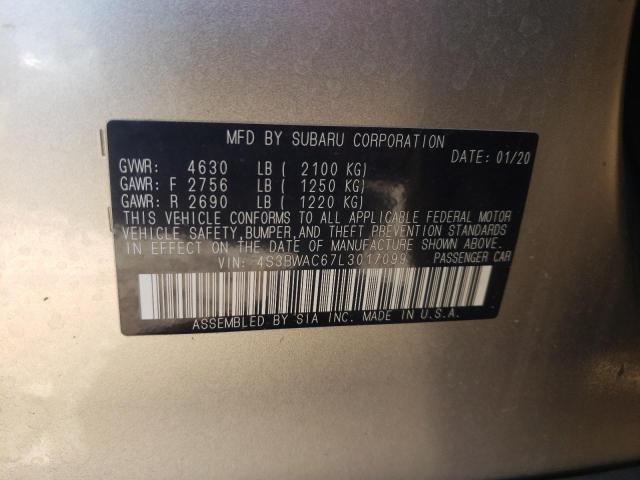 MFD BY SUBARU CORPORATION
DATE: 01/20
GVWR: 4630 LB ( 2100 KG)
GAWR: F 2756 LB ( 1250 KG)
GAWR: R 2690 LB ( 1220 KG)
THIS VEHICLE CONFORMS TO ALL APPLICABLE FEDERAL MOTOR
VEHICLE SAFETY,BUMPER,AND THEFT PREVENTION STANDARDS
IN EFFECT ON THE DATE OF MANUFACTURE SHOWN ABOVE.
VIN: 4S3BWAC67L3017099 PASSENGER CAR
ASSEMBLED BY SIA INC. MADE IN U.S.A.